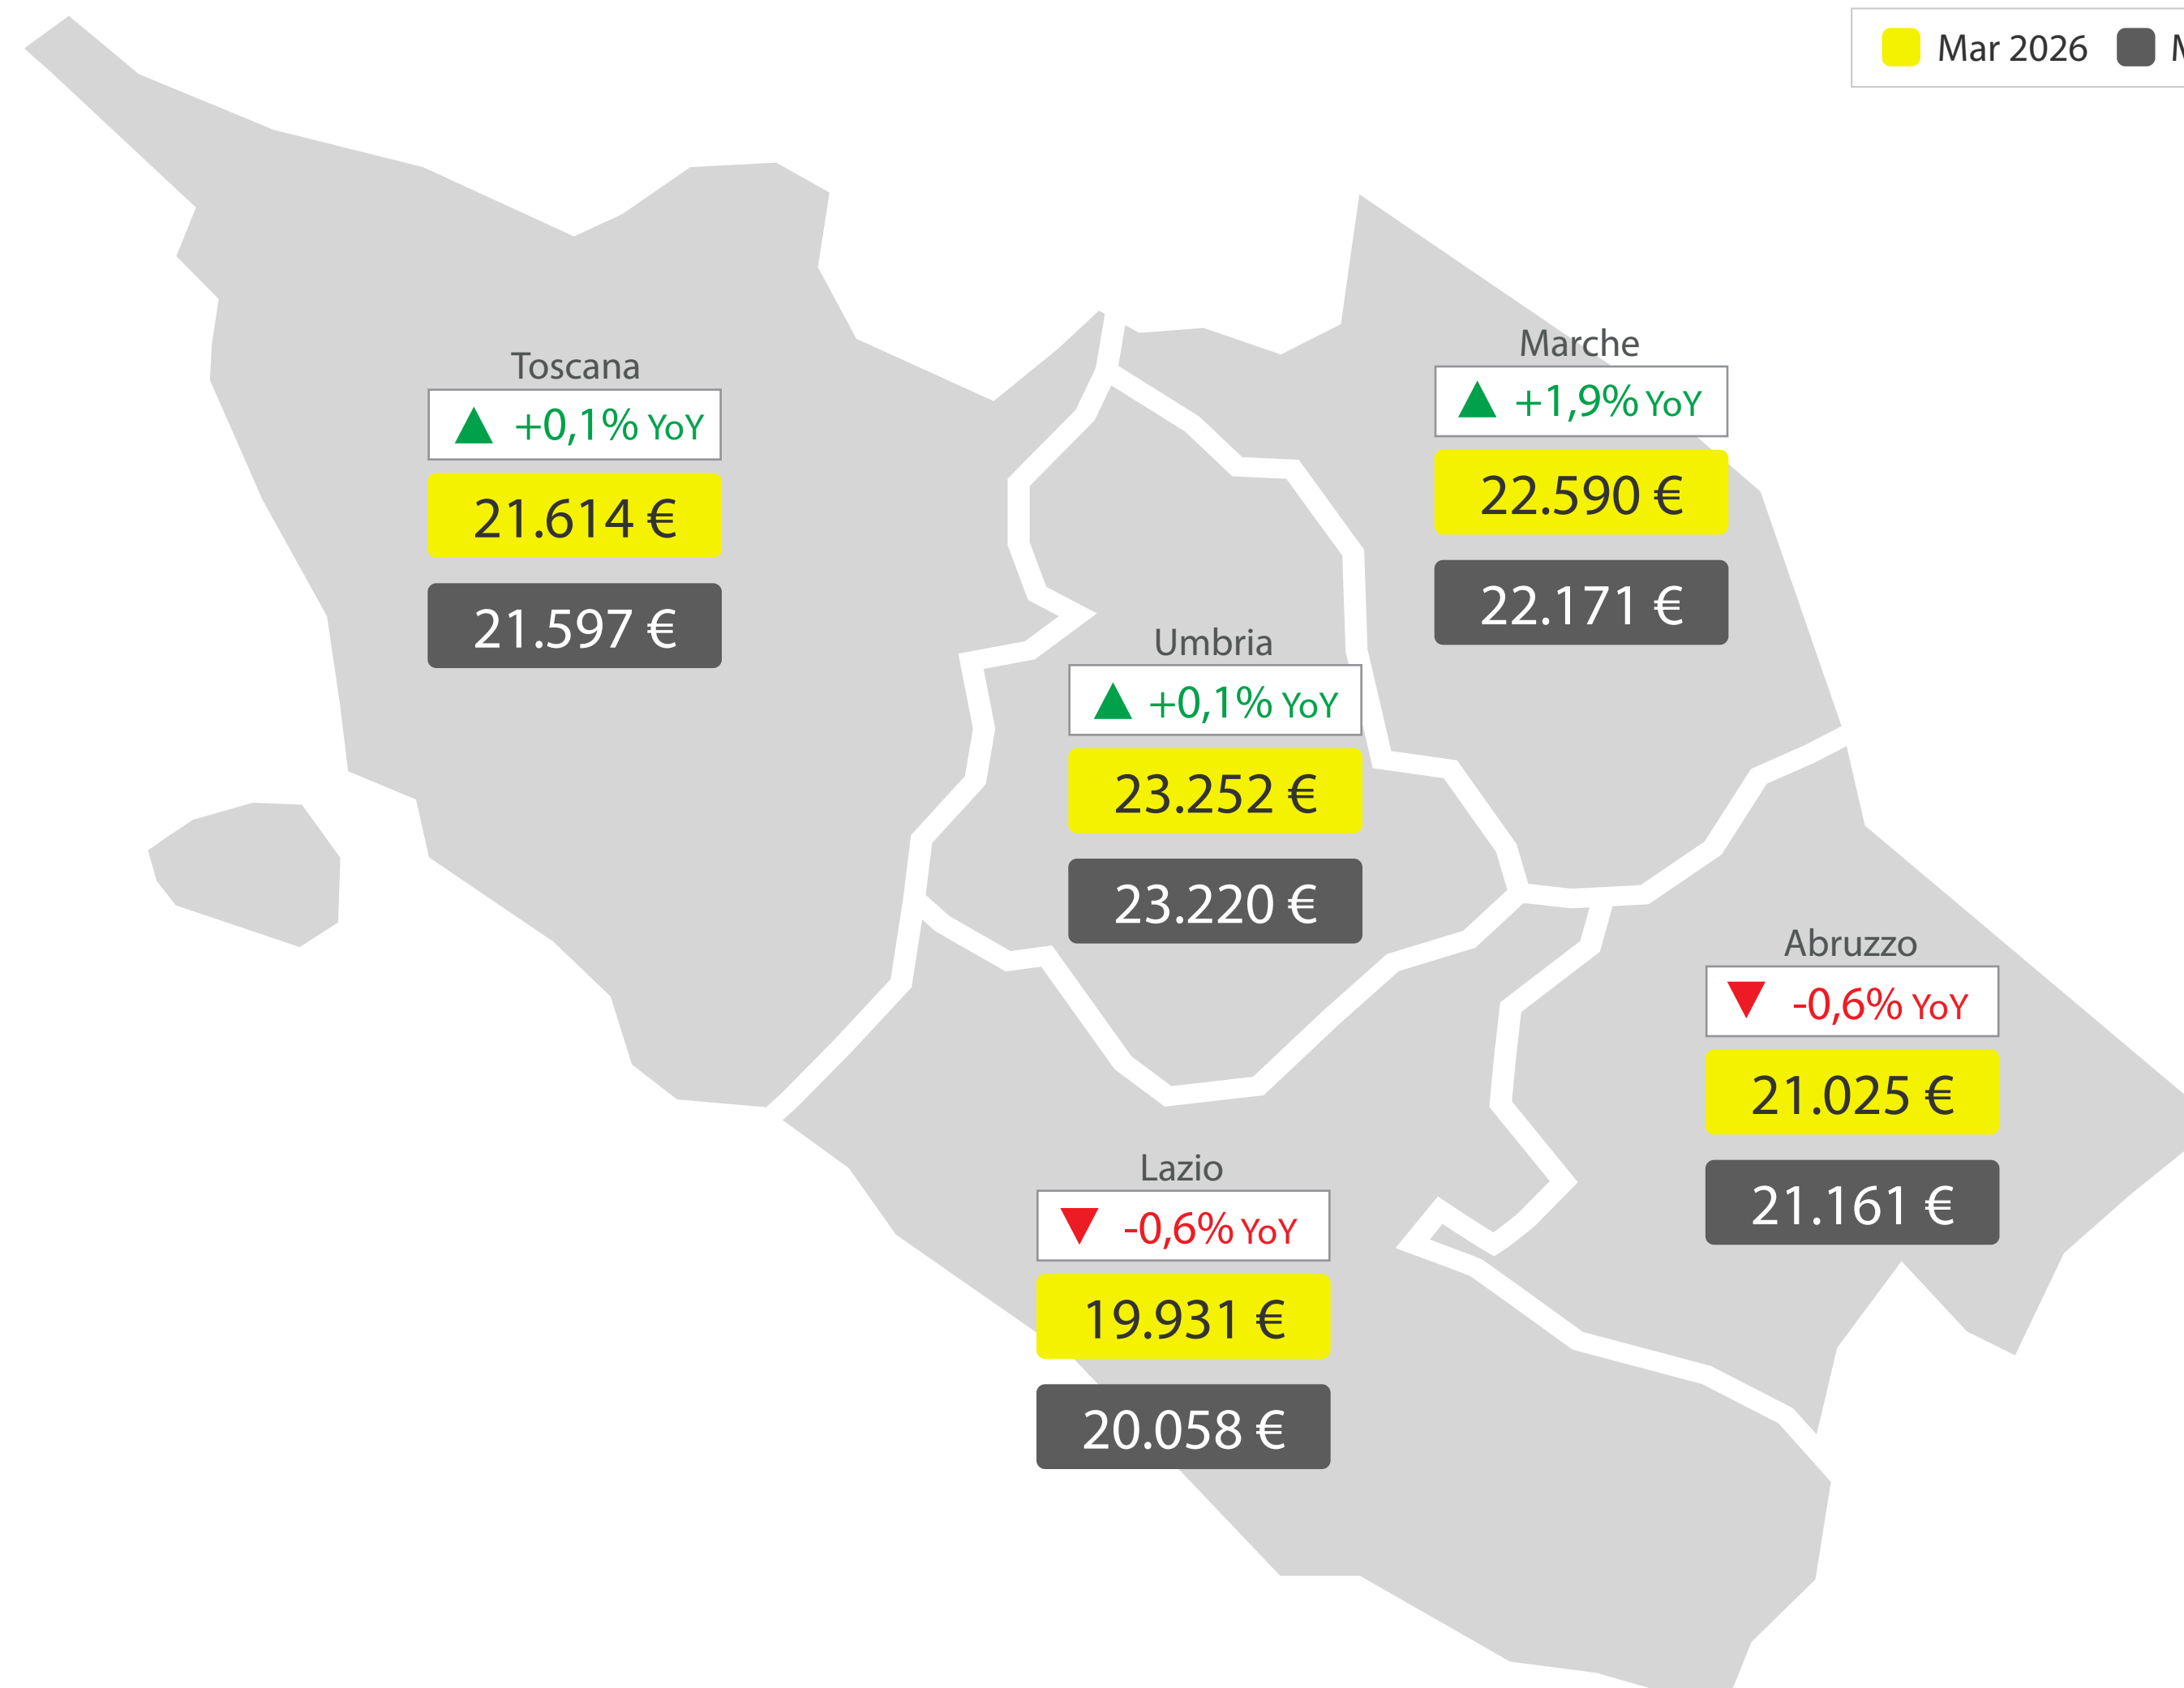 Mar 2026
Marche
+1,9% YoY
22.590 €
22.171 €
Toscana
+0,1% YoY
21.614 €
21.597 €
Umbria
+0,1% YoY
23.252 €
23.220 €
Abruzzo
-0,6% YoY
21.025 €
21.161 €
Lazio
-0,6% YoY
19.931 €
20.058 €